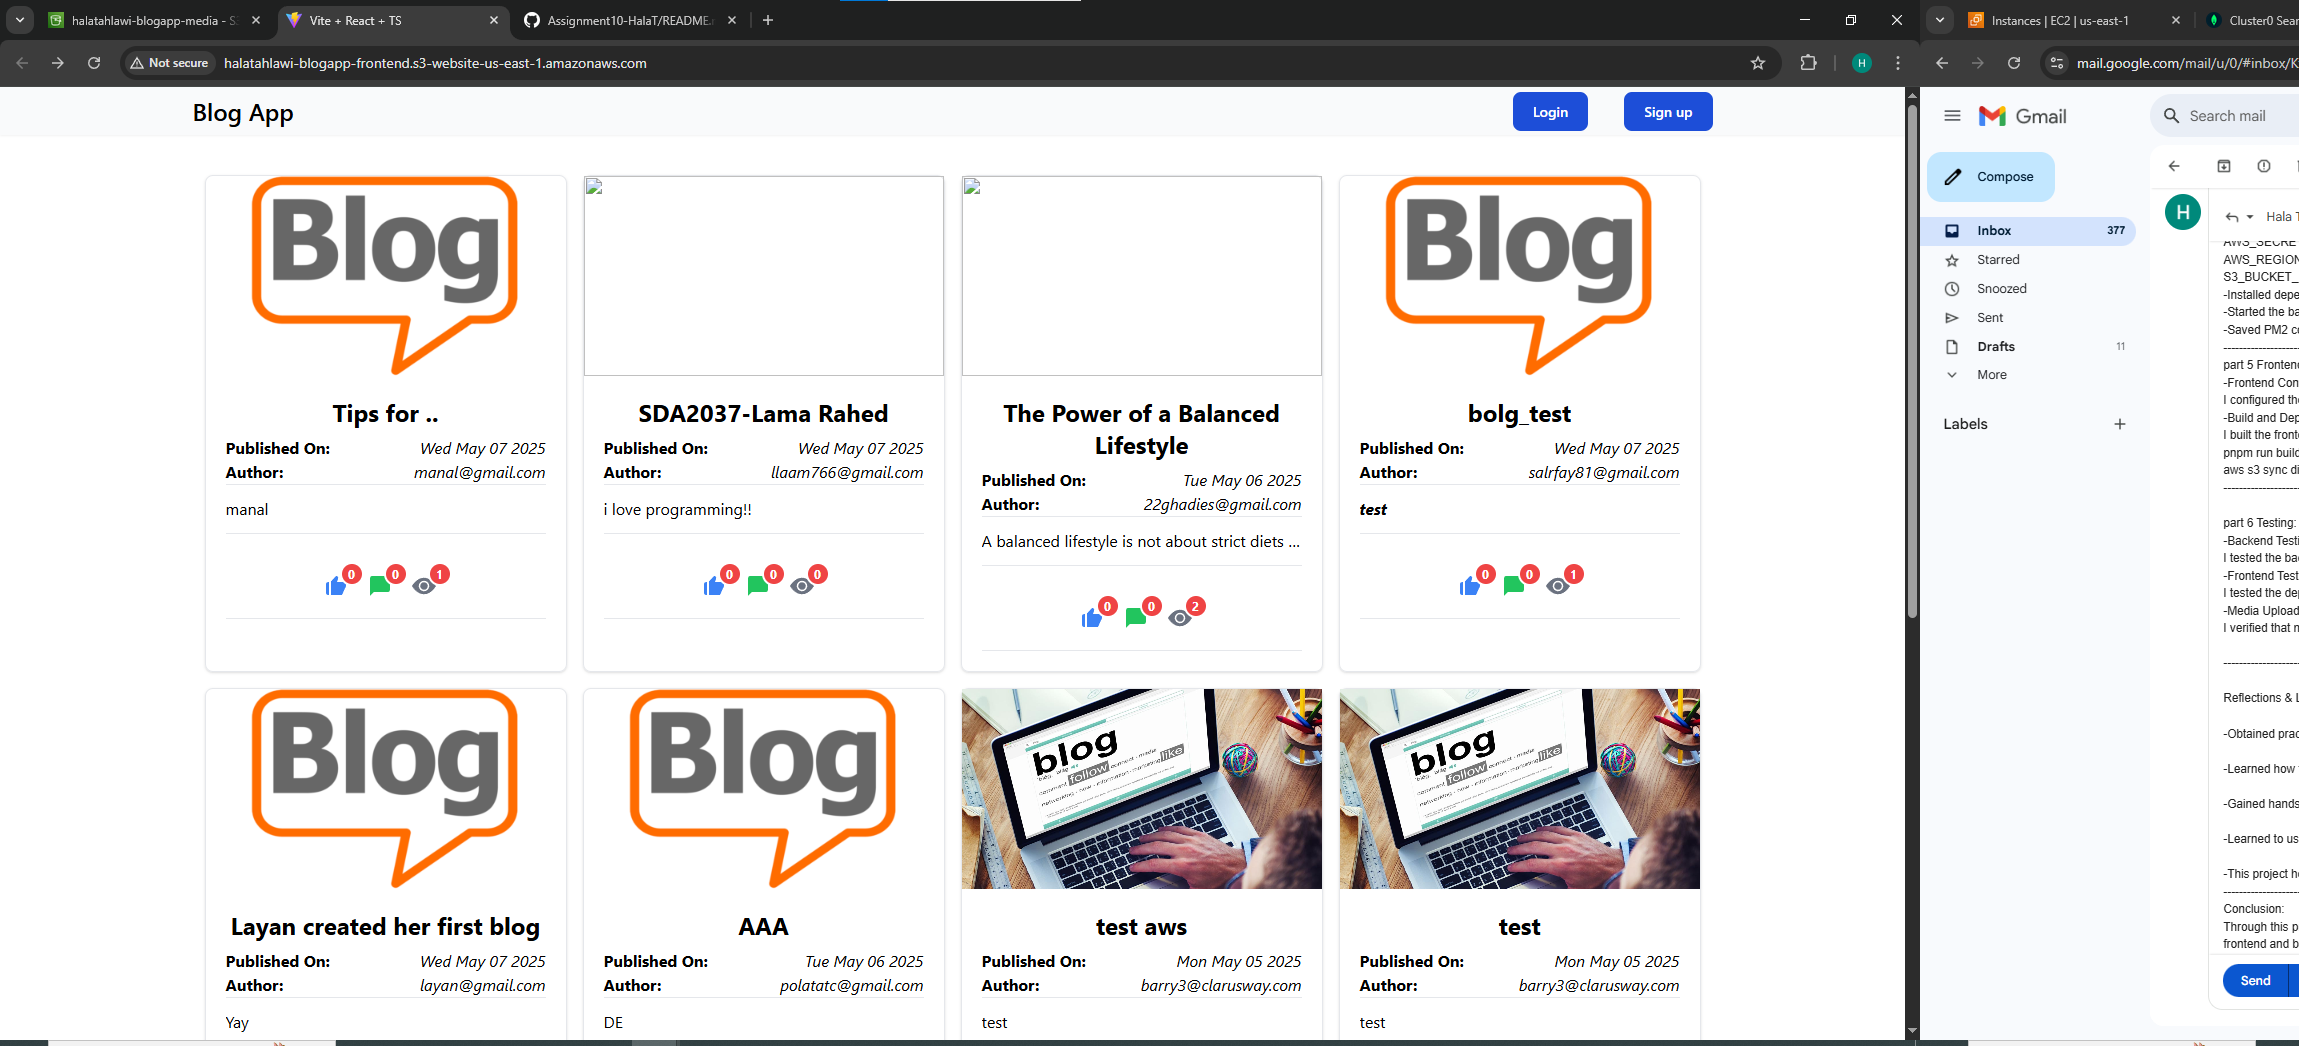 halatahlawi-blogapp-media - S3
Vite + React + TS
Assignment10-HalaT/README.
Instances | EC2 | us-east-1
Cluster0 Sear
Not secure
halatahlawi-blogapp-frontend.s3-website-us-east-1.amazonaws.com
H
mail.google.com/mail/u/0/#inbox/K
Blog App
Login
Sign up
Blog
Tips for ..
Published On: Wed May 07 2025
Author: manal@gmail.com
manal
0 0 1
SDA2037-Lama Rahed
Published On: Wed May 07 2025
Author: llaam766@gmail.com
i love programming!!
0 0 0
The Power of a Balanced
Lifestyle
Published On: Tue May 06 2025
Author: 22ghadies@gmail.com
A balanced lifestyle is not about strict diets ...
0 0 2
Blog
bolg_test
Published On: Wed May 07 2025
Author: salrfay81@gmail.com
test
0 0 1
Blog
Layan created her first blog
Published On: Wed May 07 2025
Author: layan@gmail.com
Yay
Blog
AAA
Published On: Tue May 06 2025
Author: polatatc@gmail.com
DE
blog
follow
like
test aws
Published On: Mon May 05 2025
Author: barry3@clarusway.com
test
blog
follow
like
test
Published On: Mon May 05 2025
Author: barry3@clarusway.com
test
Gmail
Search mail
Compose
Inbox 377
Starred
Snoozed
Sent
Drafts 11
More
Labels
H
Hala T
AWS_SECRE
AWS_REGION
S3_BUCKET_
-Installed depe
-Started the ba
-Saved PM2 co
part 5 Frontend
-Frontend Con
I configured the
-Build and Dep
I built the fronte
pnpm run build
aws s3 sync di
part 6 Testing:
-Backend Testi
I tested the bac
-Frontend Test
I tested the dep
-Media Upload
I verified that n
Reflections & L
-Obtained prac
-Learned how
-Gained hands
-Learned to us
-This project he
Conclusion:
Through this p
frontend and b
Send